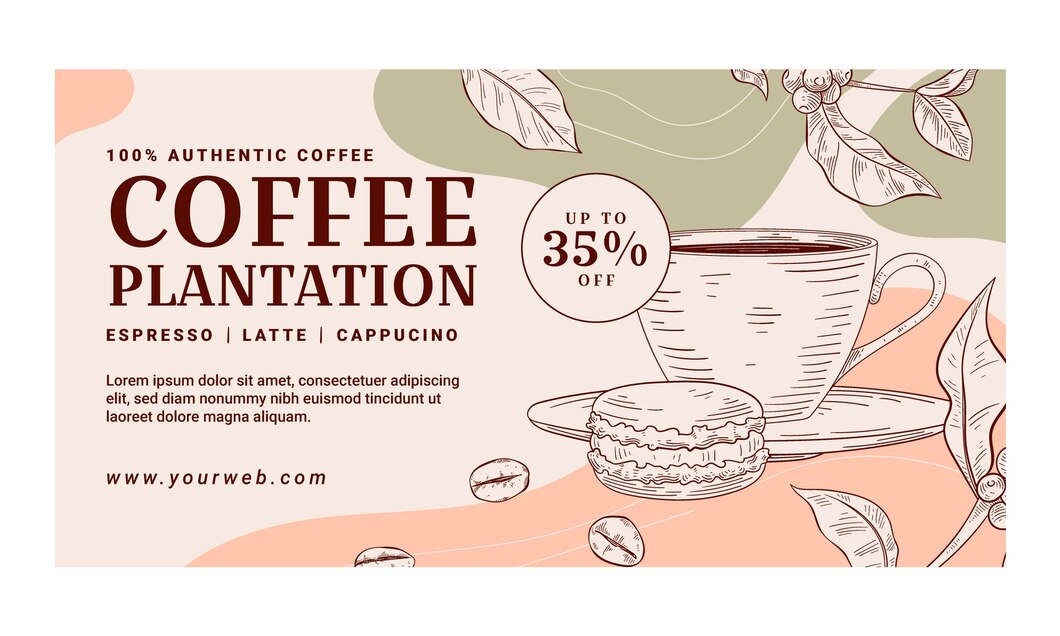 100% AUTHENTIC COFFEE
COFFEE
PLANTATION
ESPRESSO | LATTE | CAPPUCINO
Lorem ipsum dolor sit amet, consectetuer adipiscing
elit, sed diam nonummy nibh euismod tincidunt ut
laoreet dolore magna aliquam.
www.yourweb.com
UP TO
35%
OFF